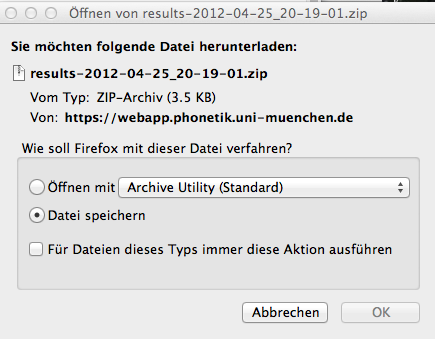 Öffnen von results-2012-04-25_20-19-01.zip
Sie möchten folgende Datei herunterladen:
results-2012-04-25_20-19-01.zip
Vom Typ: ZIP-Archiv (3.5 KB)
Von: https://webapp.phonetik.uni-muenchen.de
Wie soll Firefox mit dieser Datei verfahren?
Öffnen mit Archive Utility (Standard)
Datei speichern
Für Dateien dieses Typs immer diese Aktion ausführen
Abbrechen OK